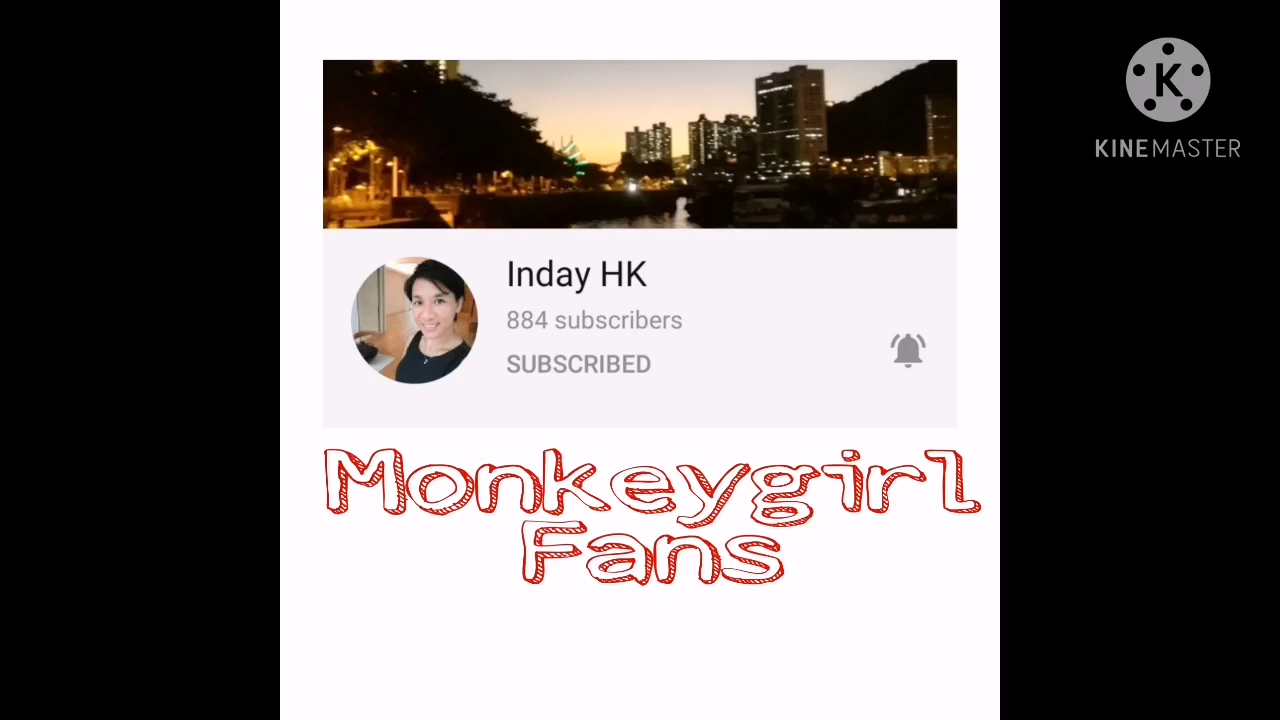 K
KINEMASTER
Inday HK
884 subscribers
SUBSCRIBED
Monkeygirl
Fans